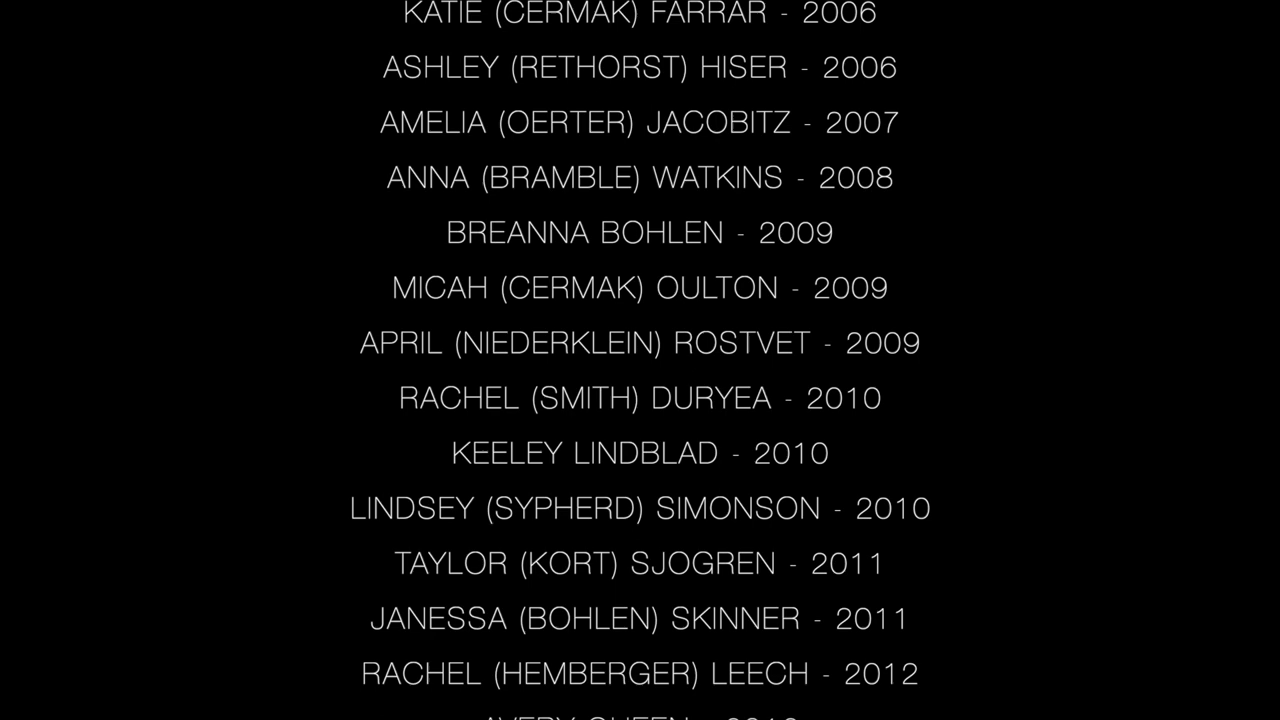 KATIE (CERMAK) FARRAR - 2006
ASHLEY (RETHORST) HISER - 2006
AMELIA (OERTER) JACOBITZ - 2007
ANNA (BRAMBLE) WATKINS - 2008
BREANNA BOHLEN - 2009
MICAH (CERMAK) OULTON - 2009
APRIL (NIEDERKLEIN) ROSTVET - 2009
RACHEL (SMITH) DURYEA - 2010
KEELEY LINDBLAD - 2010
LINDSEY (SYPHERD) SIMONSON - 2010
TAYLOR (KORT) SJOGREN - 2011
JANESSA (BOHLEN) SKINNER - 2011
RACHEL (HEMBERGER) LEECH - 2012